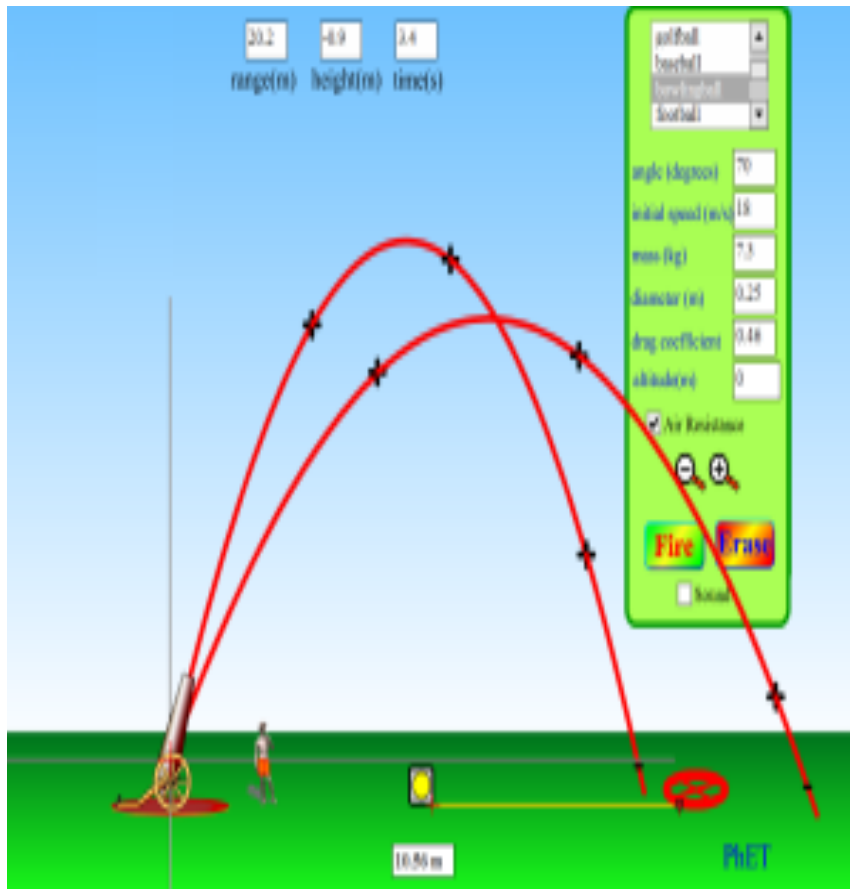 20.2 -0.9 3.4
range(m) height(m) time(s)
golfball
baseball
bowlingball
football
angle (degrees) 70
initial speed (m/s) 18
mass (kg) 7.3
diameter (m) 0.25
drag coefficient 0.46
altitude(m) 0
Air Resistance
Fire Erase
Sound
10.56 m
PhET